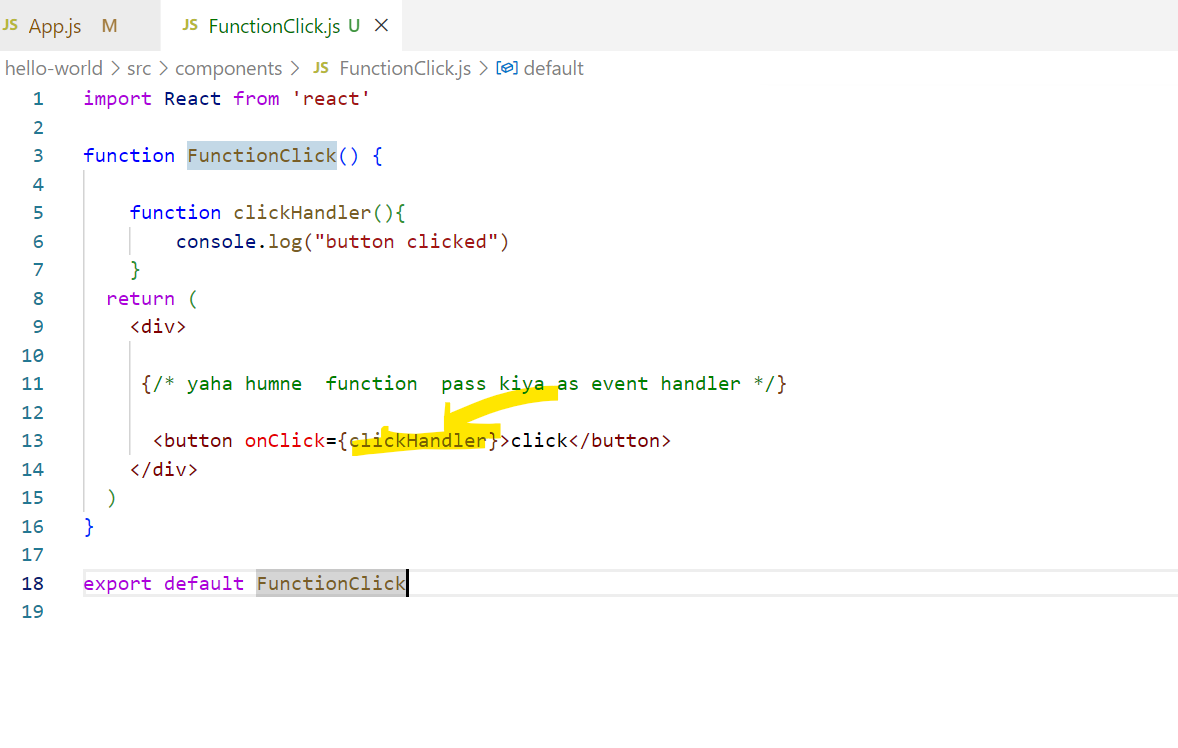 JS App.js M JS FunctionClick.js U
hello-world > src > components > JS FunctionClick.js > default
1 import React from 'react'
2
3 function FunctionClick() {
4
5 function clickHandler(){
6 console.log("button clicked")
7 }
8 return (
9 <div>
10
11 {/* yaha humne  function  pass kiya as event handler */}
12
13 <button onClick={clickHandler}>click</button>
14 </div>
15 )
16 }
17
18 export default FunctionClick
19